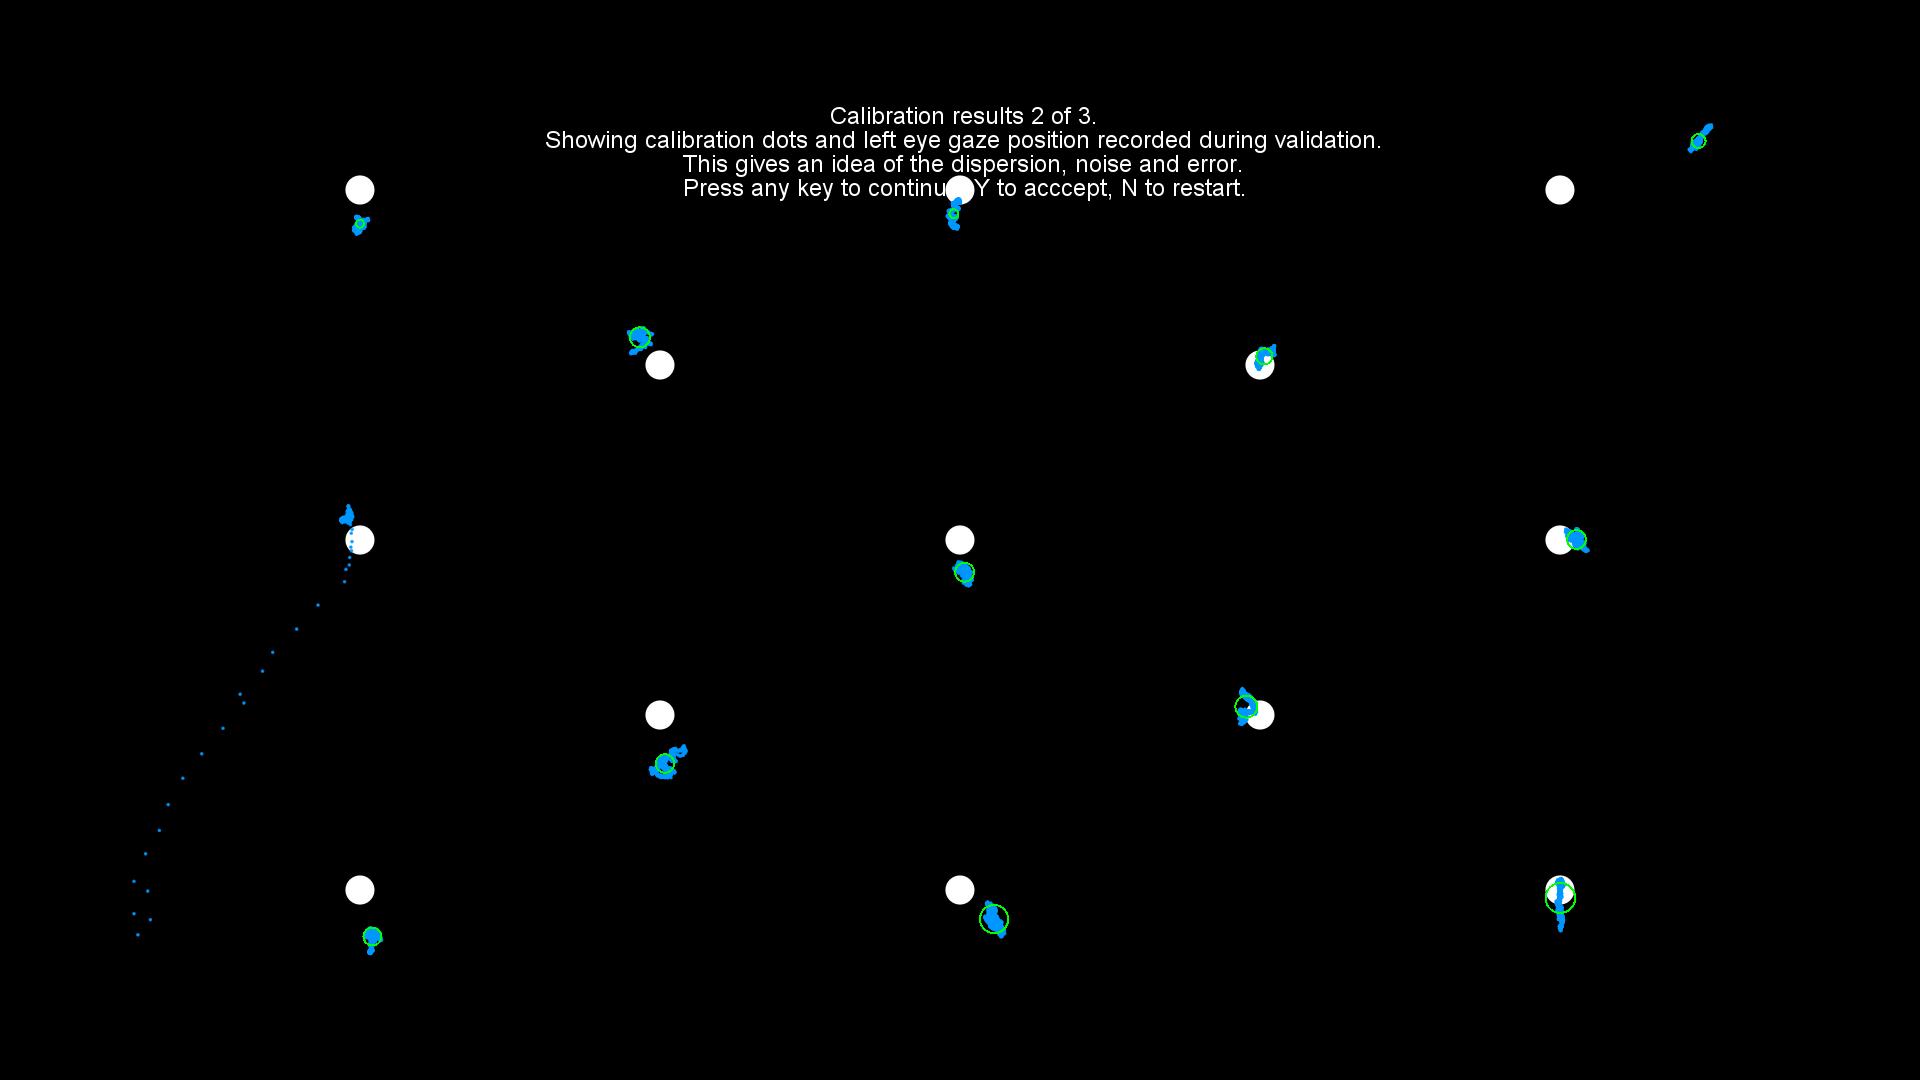 Calibration results 2 of 3.
Showing calibration dots and left eye gaze position recorded during validation.
This gives an idea of the dispersion, noise and error.
Press any key to continu Y to acccept, N to restart.